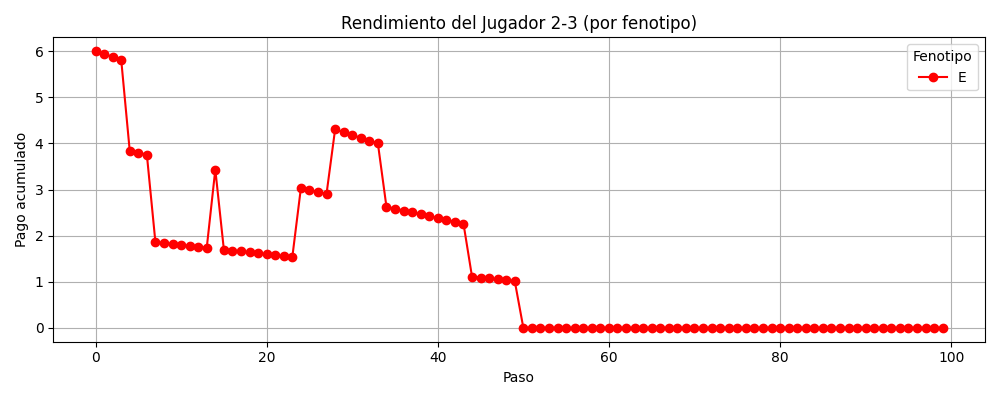 Rendimiento del Jugador 2-3 (por fenotipo)
Pago acumulado
6
5
4
3
2
1
0
Fenotipo
E
0
20
40
60
80
100
Paso